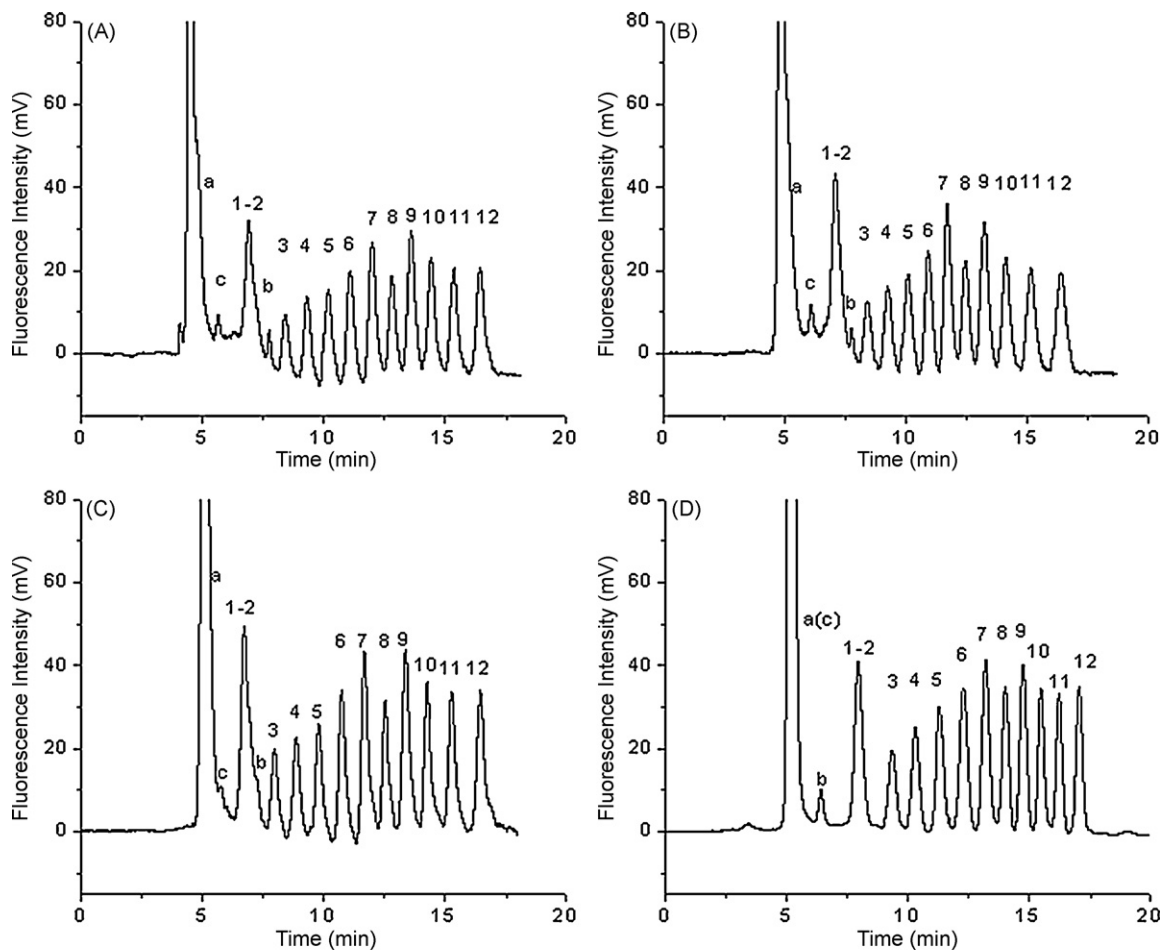 (A)
80
60
40
20
0
Fluorescence Intensity (mV)
a
c
1-2
b
3 4 5 6 7 8 9 10 11 12
0 5 10 15 20
Time (min)
(B)
80
60
40
20
0
Fluorescence Intensity (mV)
a
c
1-2
b
3 4 5 6 7 8 9 10 11 12
0 5 10 15 20
Time (min)
(C)
80
60
40
20
0
Fluorescence Intensity (mV)
a
c
1-2
b
3 4 5 6 7 8 9 10 11 12
0 5 10 15 20
Time (min)
(D)
80
60
40
20
0
Fluorescence Intensity (mV)
a(c)
b
1-2
3 4 5 6 7 8 9 10 11 12
0 5 10 15 20
Time (min)